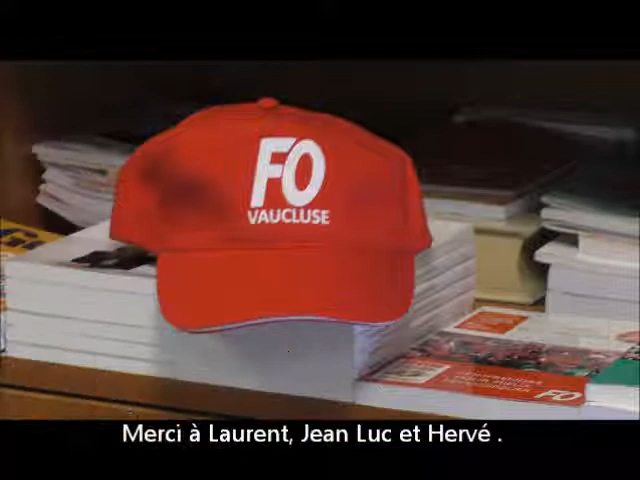 FO
VAUCLUSE
FO
Merci à Laurent, Jean Luc et Hervé .